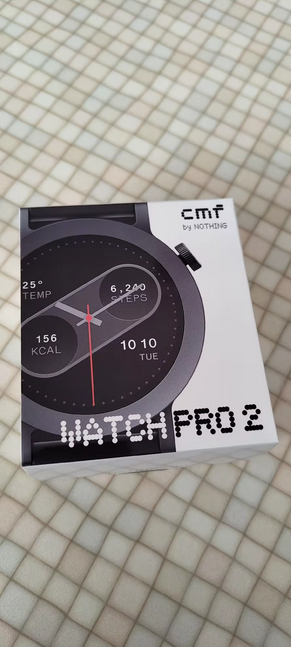 cmf
by NOTHING
25°
TEMP
6,240
STEPS
156
KCAL
10 10
TUE
WATCH PRO 2